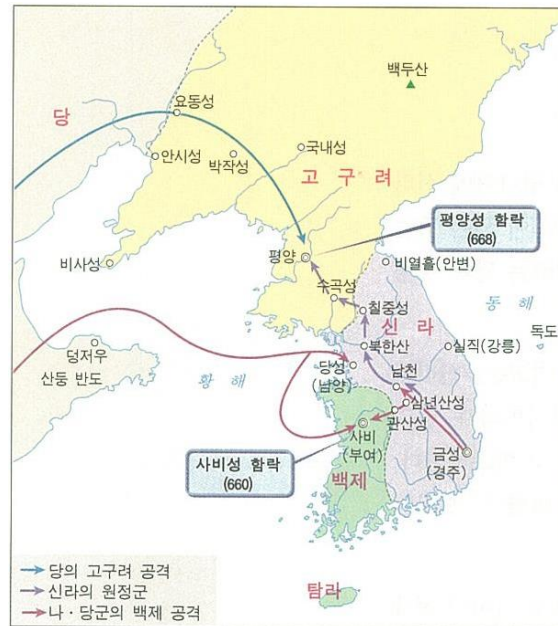 백두산
당
요동성
안시성
박작성
국내성
고 구 려
평양성 함락
(668)
평양
비사성
비열홀(안변)
수곡성
칠중성
동 해
신 라
독도
북한산
실직(강릉)
덩저우
산둥 반도
황 해
당성
(남양)
남천
삼년산성
관산성
사비
(부여)
금성
(경주)
사비성 함락
(660)
백제
탐라
당의 고구려 공격
신라의 원정군
나·당군의 백제 공격